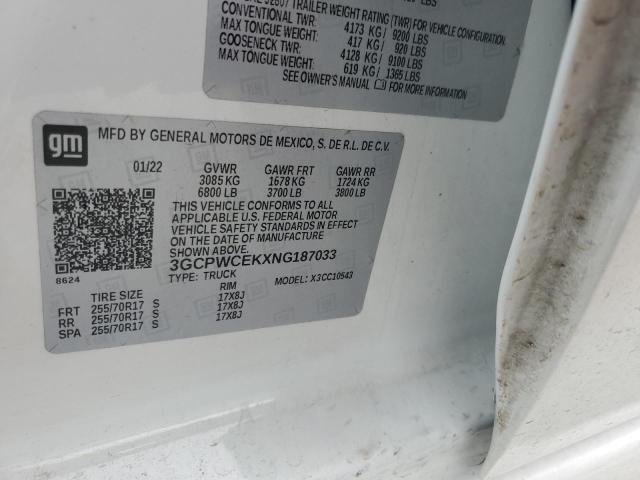 J2807 TRAILER WEIGHT RATING (TWR) FOR VEHICLE CONFIGURATION
CONVENTIONAL TWR: 4173 KG/ 9200 LBS
MAX TONGUE WEIGHT: 417 KG/ 920 LBS
GOOSENECK TWR: 4128 KG/ 9100 LBS
MAX TONGUE WEIGHT: 619 KG/ 1365 LBS
SEE OWNER'S MANUAL FOR MORE INFORMATION
gm MFD BY GENERAL MOTORS DE MEXICO, S. DE R.L. DE C.V.
01/22 GVWR GAWR FRT GAWR RR
3085 KG 1678 KG 1724 KG
6800 LB 3700 LB 3800 LB
THIS VEHICLE CONFORMS TO ALL
APPLICABLE U.S. FEDERAL MOTOR
VEHICLE SAFETY STANDARDS IN EFFECT
ON THE DATE OF MANUFACTURE
SHOWN ABOVE.
3GCPWCEKXNG187033
8624 TYPE: TRUCK MODEL: X3CC10543
TIRE SIZE RIM
FRT 255/70R17 S 17X8J
RR 255/70R17 S 17X8J
SPA 255/70R17 S 17X8J